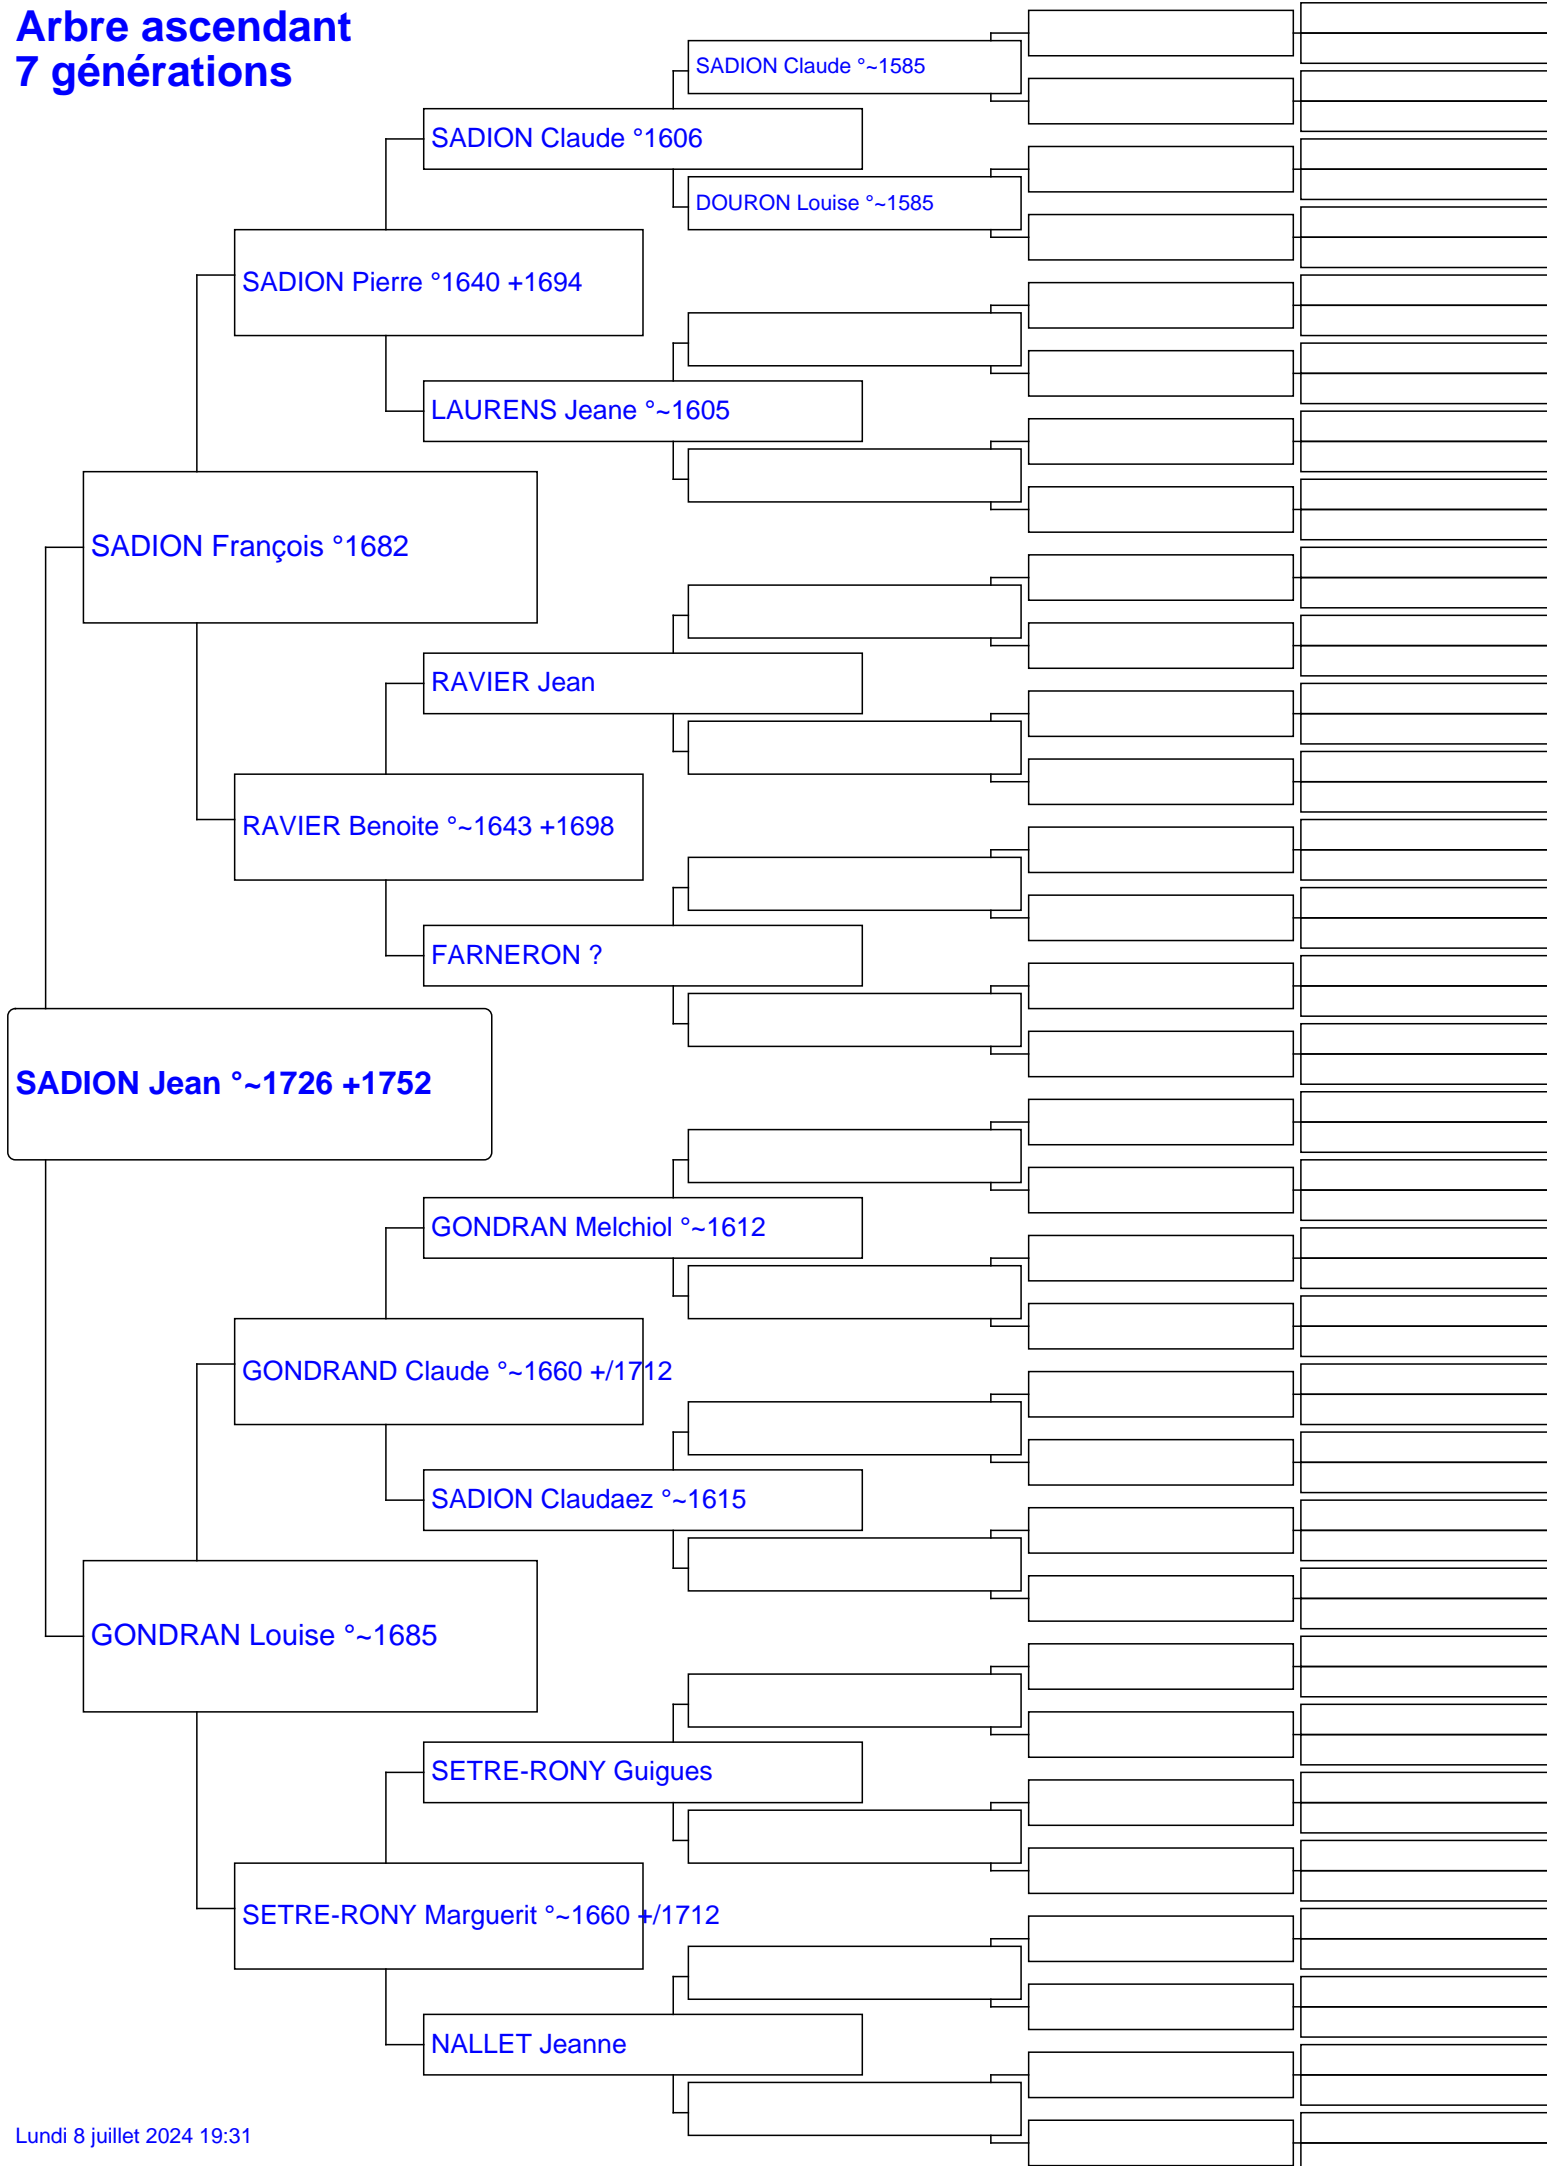 Arbre ascendant
7 générations
SADION Claude °~1585
SADION Claude °1606
DOURON Louise °~1585
SADION Pierre °1640 +1694
LAURENS Jeane °~1605
SADION François °1682
RAVIER Jean
RAVIER Benoite °~1643 +1698
FARNERON ?
SADION Jean °~1726 +1752
GONDRAN Melchiol °~1612
GONDRAND Claude °~1660 +/1712
SADION Claudaez °~1615
GONDRAN Louise °~1685
SETRE-RONY Guigues
SETRE-RONY Marguerit °~1660 +/1712
NALLET Jeanne
Lundi 8 juillet 2024 19:31